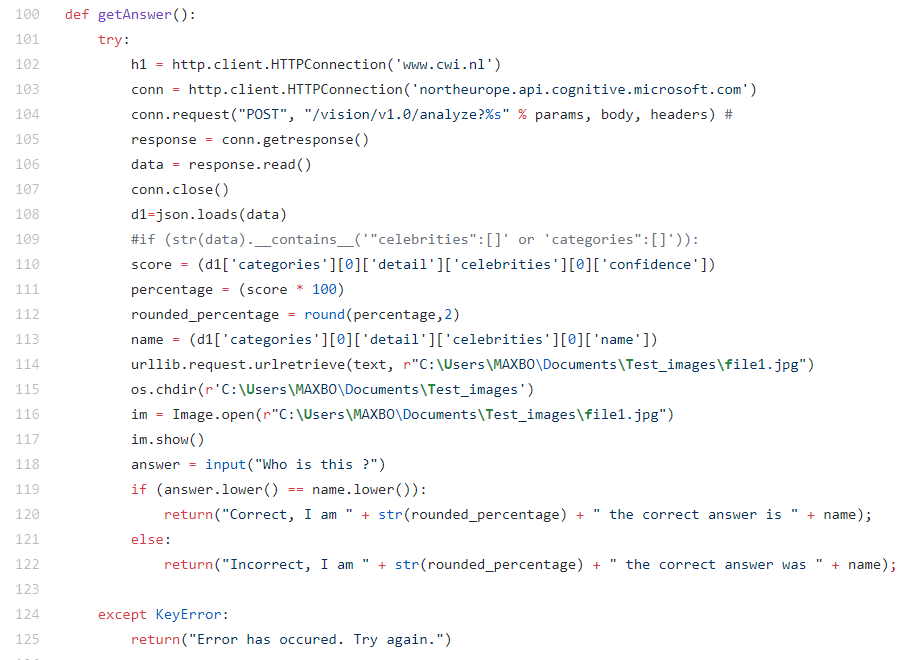 100 def getAnswer():
101     try:
102         h1 = http.client.HTTPConnection('www.cwi.nl')
103         conn = http.client.HTTPConnection('northeurope.api.cognitive.microsoft.com')
104         conn.request("POST", "/vision/v1.0/analyze?%s" % params, body, headers) #
105         response = conn.getresponse()
106         data = response.read()
107         conn.close()
108         d1=json.loads(data)
109         #if (str(data).__contains__('"celebrities":[]' or 'categories":[]')):
110         score = (d1['categories'][0]['detail']['celebrities'][0]['confidence'])
111         percentage = (score * 100)
112         rounded_percentage = round(percentage,2)
113         name = (d1['categories'][0]['detail']['celebrities'][0]['name'])
114         urllib.request.urlretrieve(text, r"C:\Users\MAXBO\Documents\Test_images\file1.jpg")
115         os.chdir(r'C:\Users\MAXBO\Documents\Test_images')
116         im = Image.open(r"C:\Users\MAXBO\Documents\Test_images\file1.jpg")
117         im.show()
118         answer = input("Who is this ?")
119         if (answer.lower() == name.lower()):
120             return("Correct, I am " + str(rounded_percentage) + " the correct answer is " + name);
121         else:
122             return("Incorrect, I am " + str(rounded_percentage) + " the correct answer was " + name);
123
124     except KeyError:
125         return("Error has occured. Try again.")